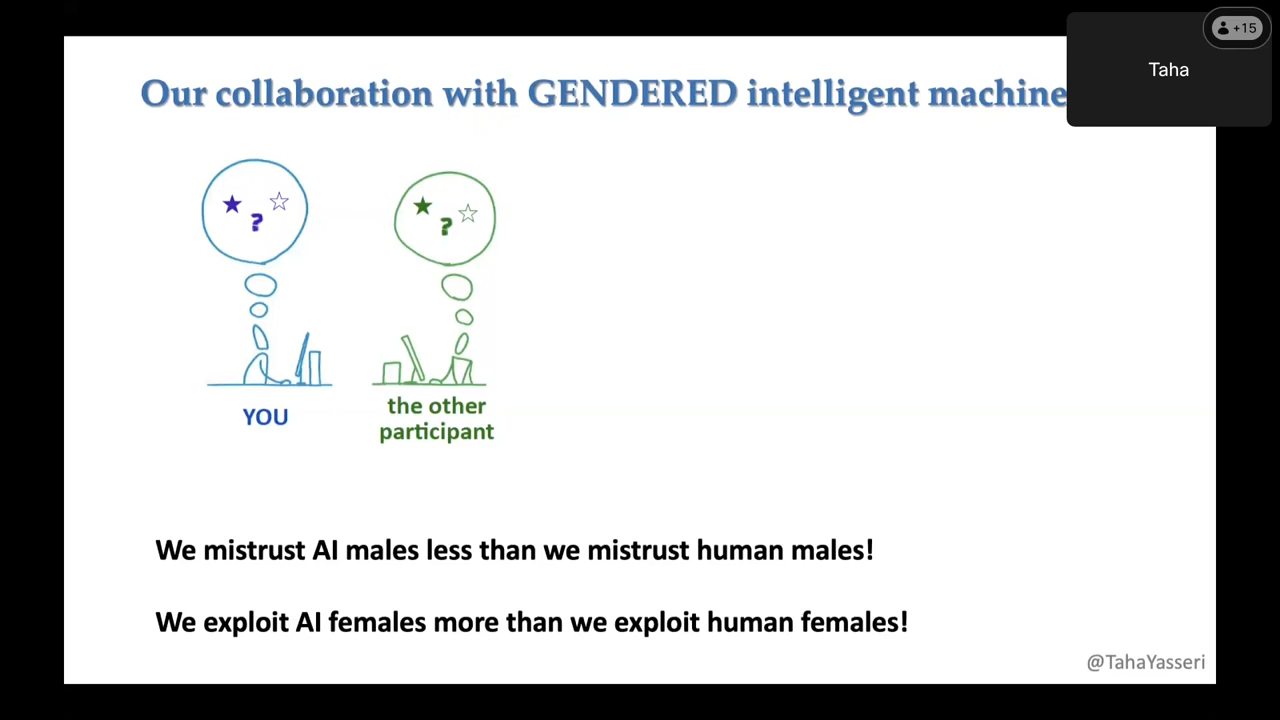 Our collaboration with GENDERED intelligent machine
Taha
+15
★ ? ☆
★ ? ☆
YOU
the other
participant
We mistrust AI males less than we mistrust human males!
We exploit AI females more than we exploit human females!
@TahaYasseri